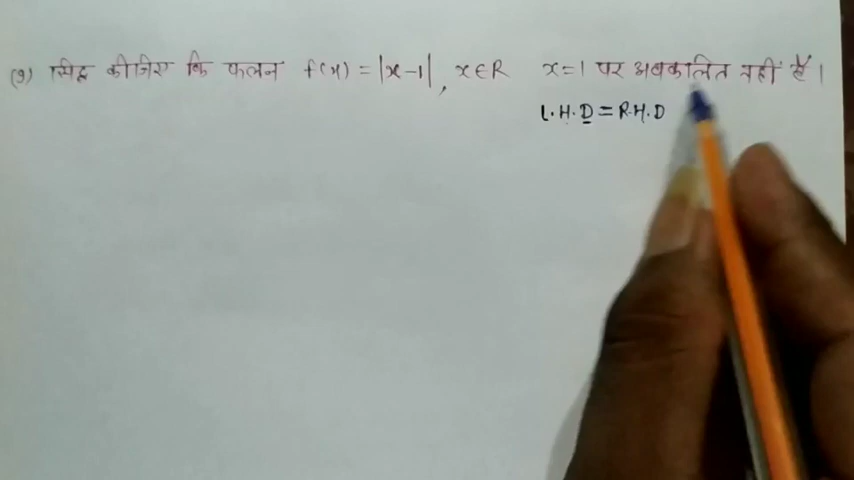 (9) सिद्ध कीजिए कि फलन f(x) = |x-1|, x∈R x=1 पर अवकलित नहीं है।
L.H.D = R.H.D